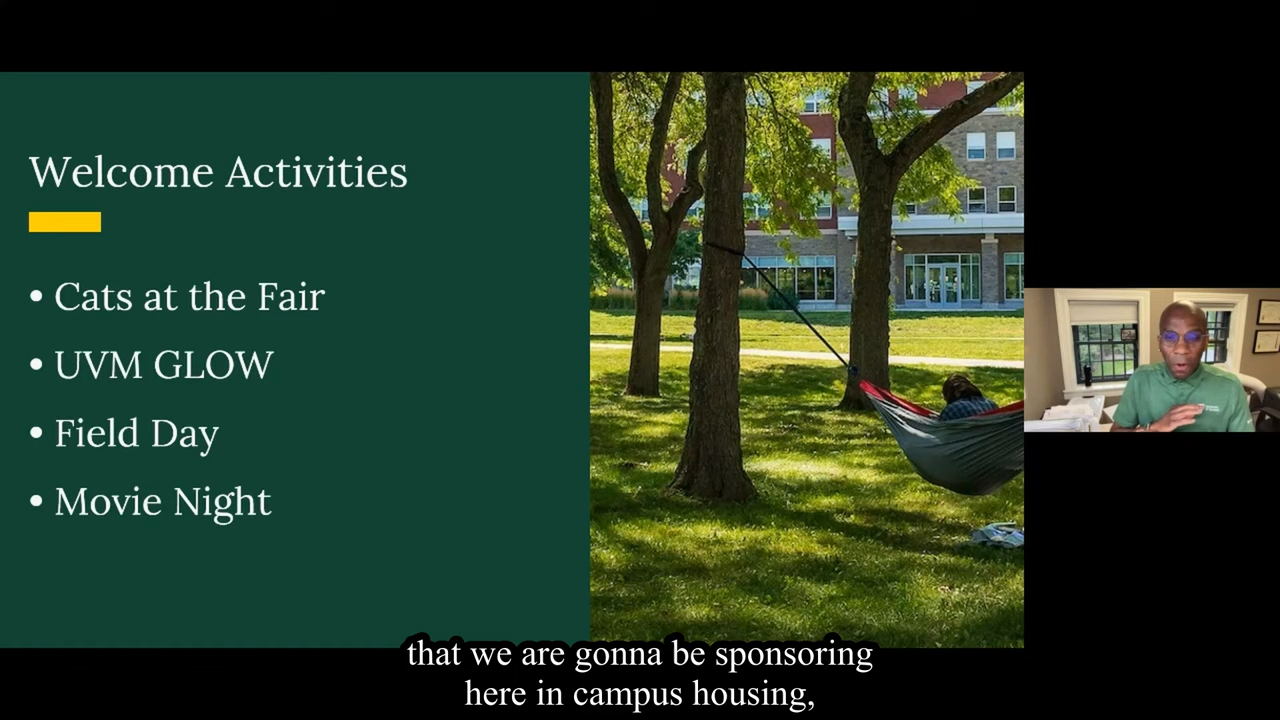 Welcome Activities
• Cats at the Fair
• UVM GLOW
• Field Day
• Movie Night
that we are gonna be sponsoring
here in campus housing,